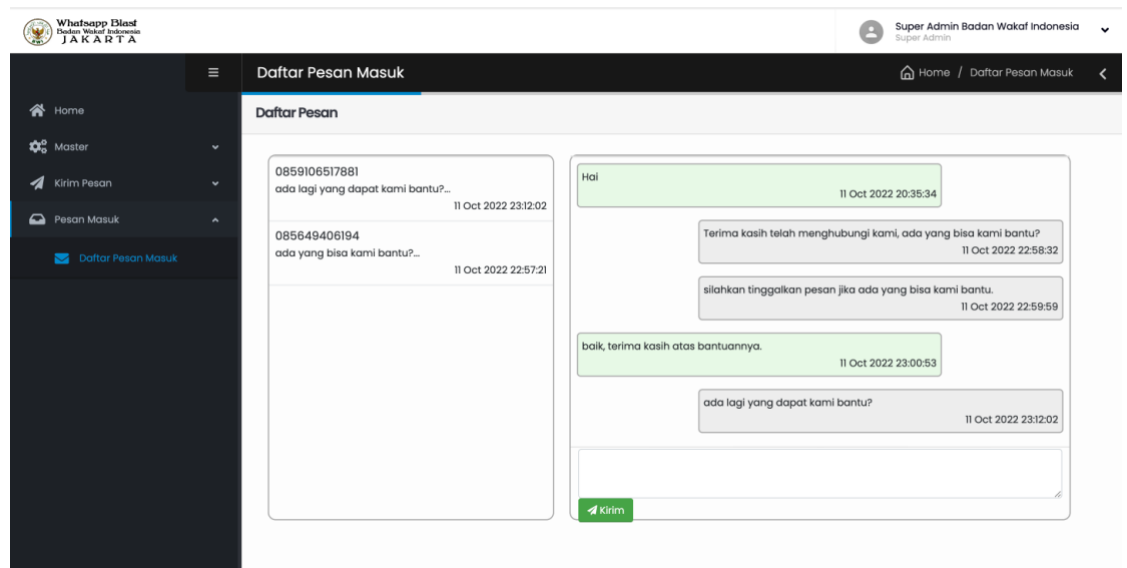 Whatsapp Blast
Badan Wakaf Indonesia
JAKARTA
Super Admin Badan Wakaf Indonesia
Super Admin
Daftar Pesan Masuk
Home / Daftar Pesan Masuk
Home
Master
Kirim Pesan
Pesan Masuk
Daftar Pesan Masuk
Daftar Pesan
0859106517881
ada lagi yang dapat kami bantu?...
11 Oct 2022 23:12:02
085649406194
ada yang bisa kami bantu?...
11 Oct 2022 22:57:21
Hai
11 Oct 2022 20:35:34
Terima kasih telah menghubungi kami, ada yang bisa kami bantu?
11 Oct 2022 22:58:32
silahkan tinggalkan pesan jika ada yang bisa kami bantu.
11 Oct 2022 22:59:59
baik, terima kasih atas bantuannya.
11 Oct 2022 23:00:53
ada lagi yang dapat kami bantu?
11 Oct 2022 23:12:02
Kirim